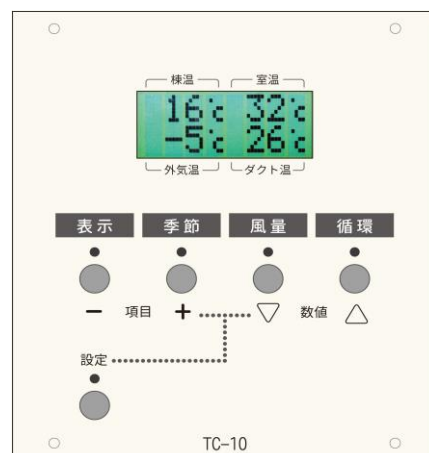 棟温 室温
16℃ 32℃
-5℃ 26℃
外気温 ダクト温
表示 季節 風量 循環
− 項目 + ▽ 数値 △
設定
TC-10